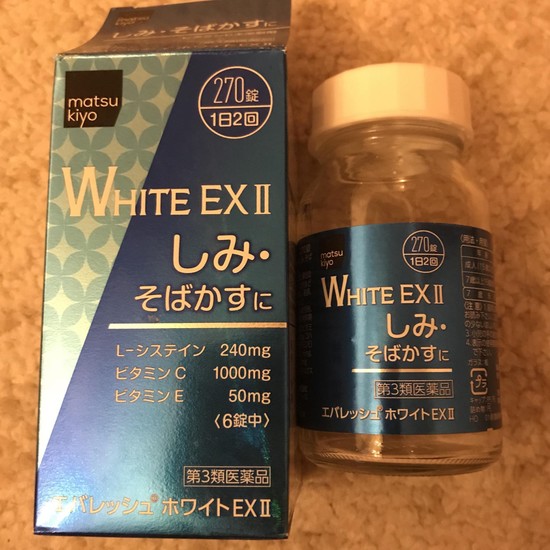 matsu
kiyo
270錠
1日2回
WHITE EX II
しみ・
そばかすに
L-システイン 240mg
ビタミンC 1000mg
ビタミンE 50mg
〈6錠中〉
第3類医薬品
エバレッシュ®ホワイトEX II
matsu
kiyo
270錠
1日2回
WHITE EX II
しみ・
そばかすに
第3類医薬品
エバレッシュ®ホワイトEX II
プラ